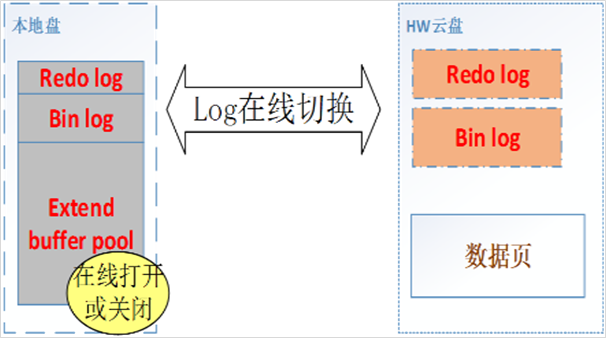 本地盘
Redo log
Bin log
Extend
buffer pool
在线打开
或关闭
Log在线切换
HW云盘
Redo log
Bin log
数据页